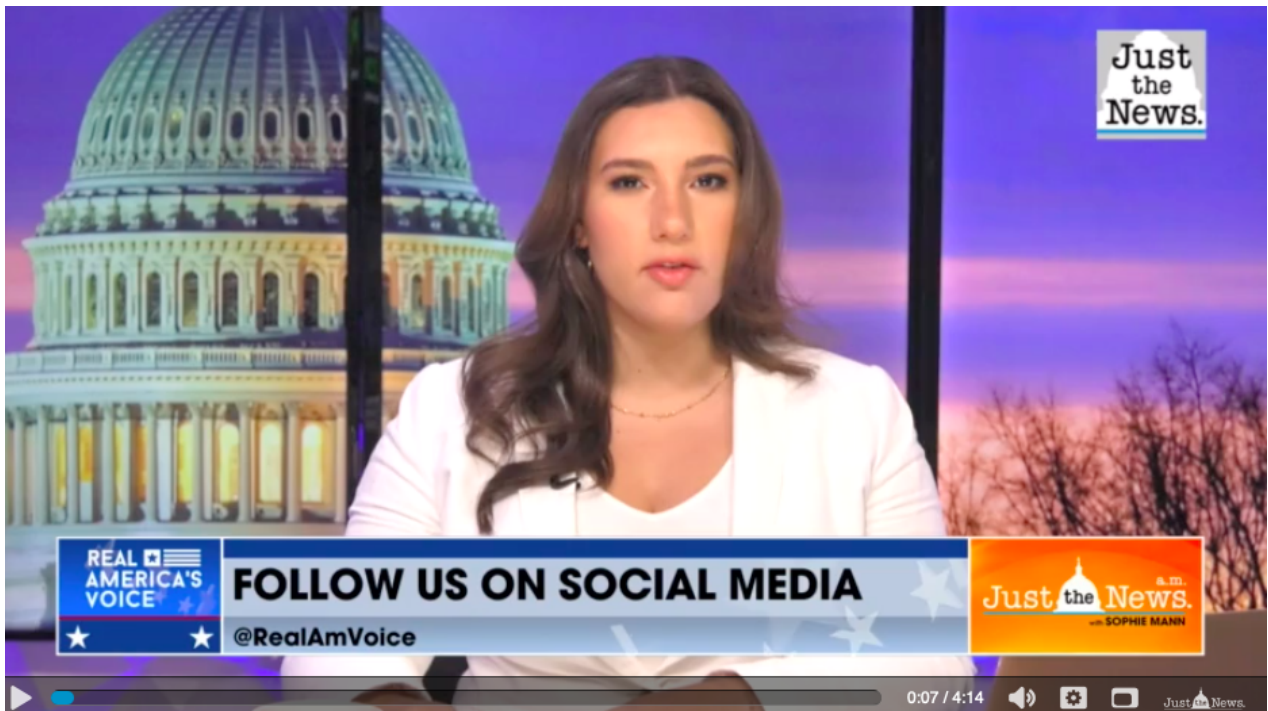 Just
the
News.
REAL
AMERICA'S
VOICE
FOLLOW US ON SOCIAL MEDIA
@RealAmVoice
a.m.
Just the News.
with SOPHIE MANN
0:07 / 4:14
Just the News.